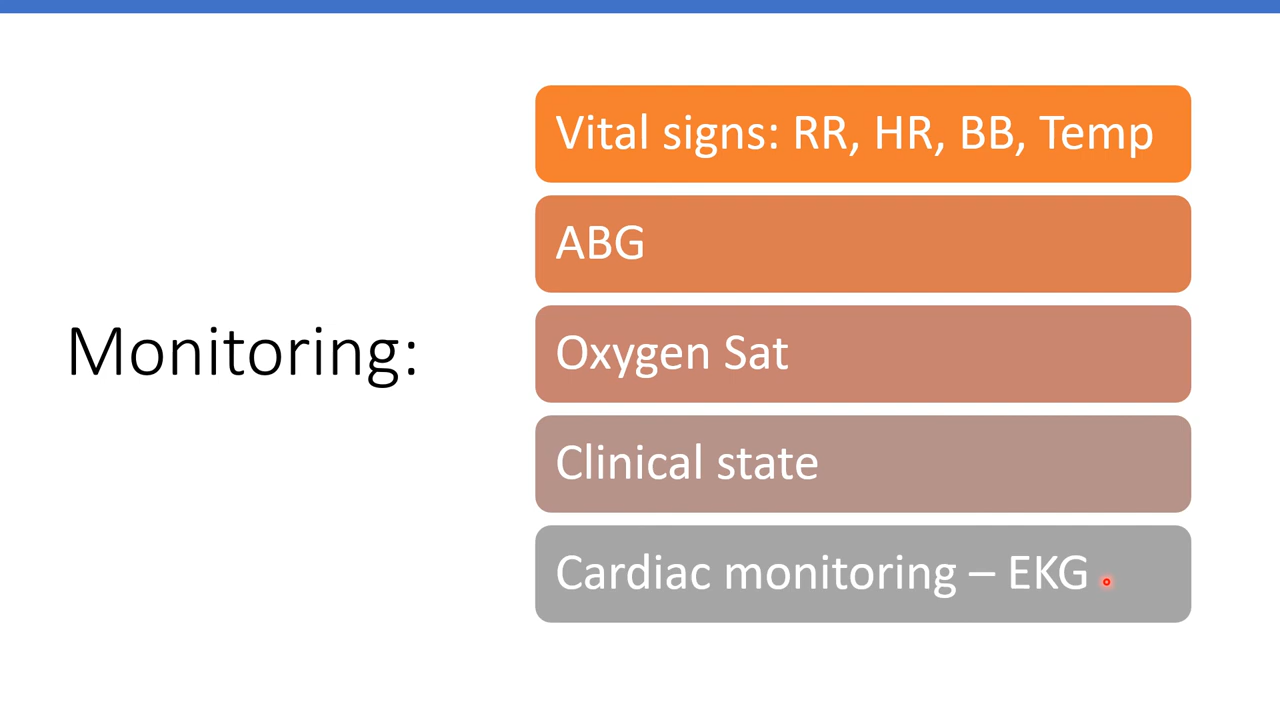 Monitoring:
Vital signs: RR, HR, BB, Temp
ABG
Oxygen Sat
Clinical state
Cardiac monitoring – EKG